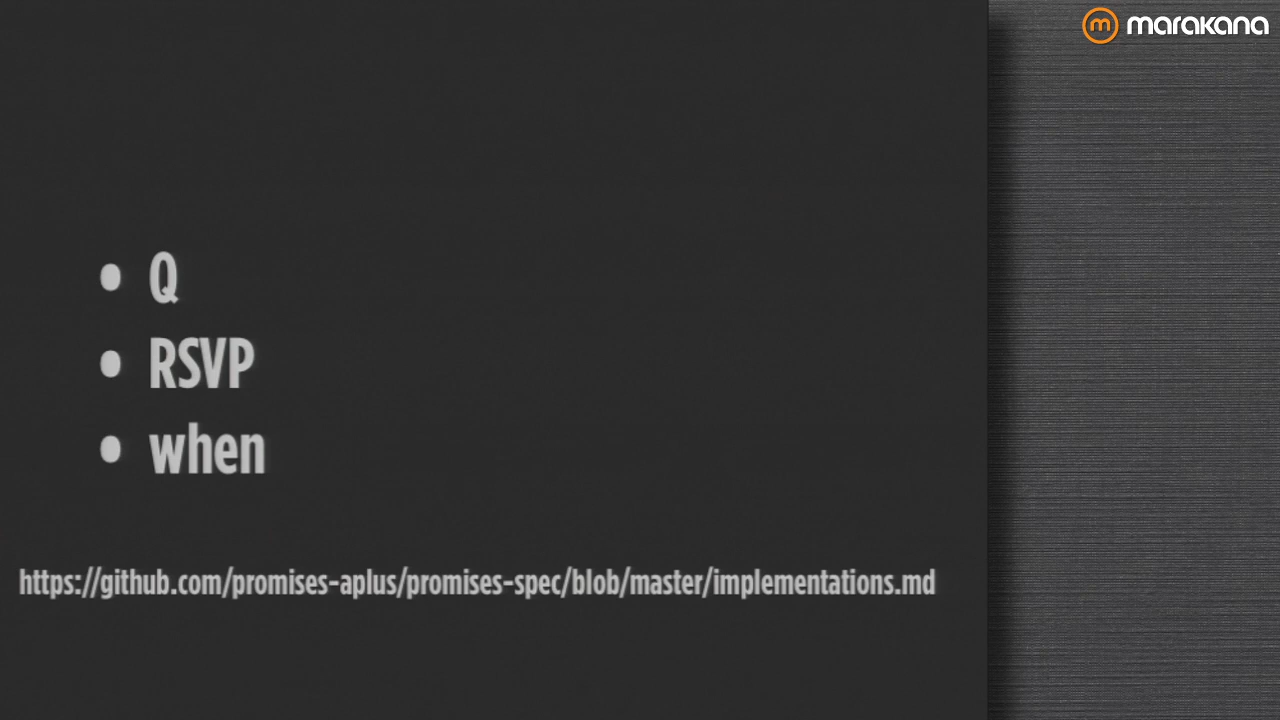 marakana
• Q
• RSVP
• when
https://github.com/promises-aplus/promises-spec/blob/master/implementations.md